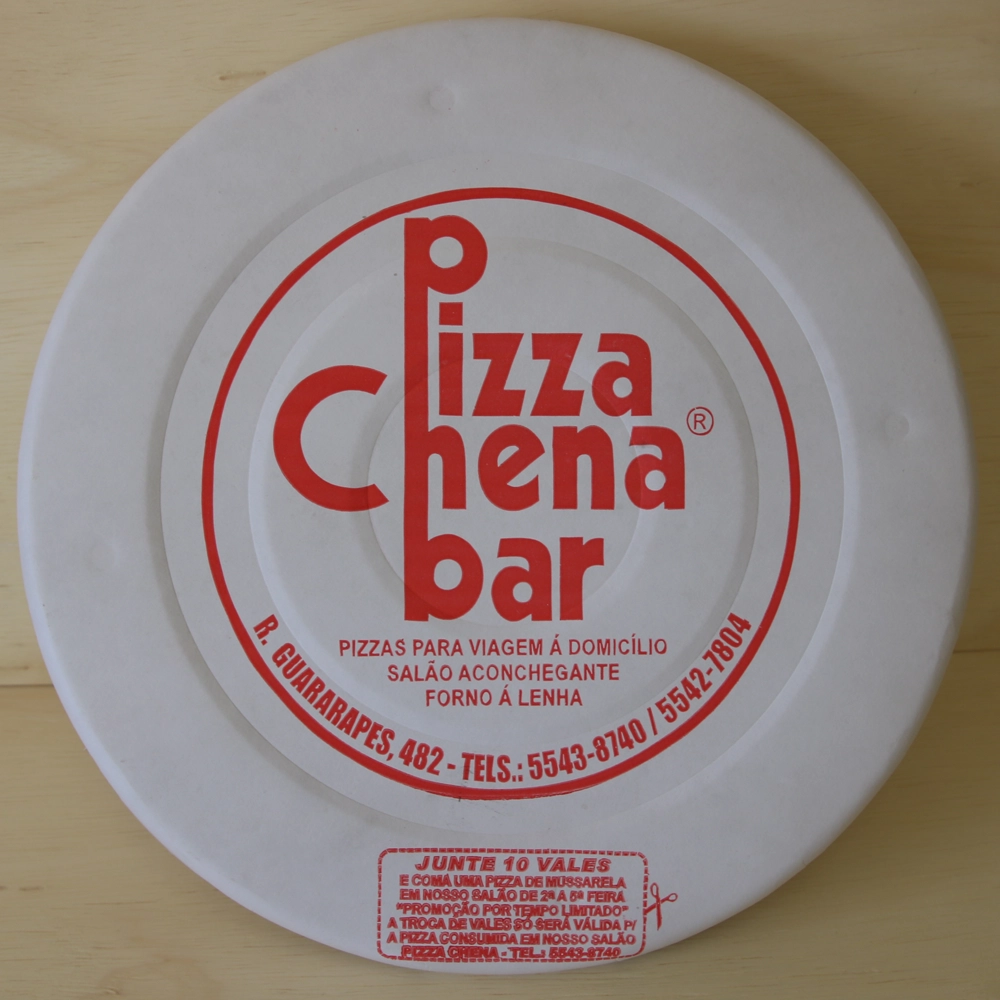 Pizza
Chena®
bar
PIZZAS PARA VIAGEM Á DOMICÍLIO
SALÃO ACONCHEGANTE
FORNO Á LENHA
R. GUARARAPES, 482 - TELS.: 5543-8740 / 5542-7804
JUNTE 10 VALES
E COMA UMA PIZZA DE MUSSARELA
EM NOSSO SALÃO DE 2ª A 5ª FEIRA
"PROMOÇÃO POR TEMPO LIMITADO"
A TROCA DE VALES SÓ SERÁ VÁLIDA P/
A PIZZA CONSUMIDA EM NOSSO SALÃO
PIZZA CHENA - TEL.: 5543-8740